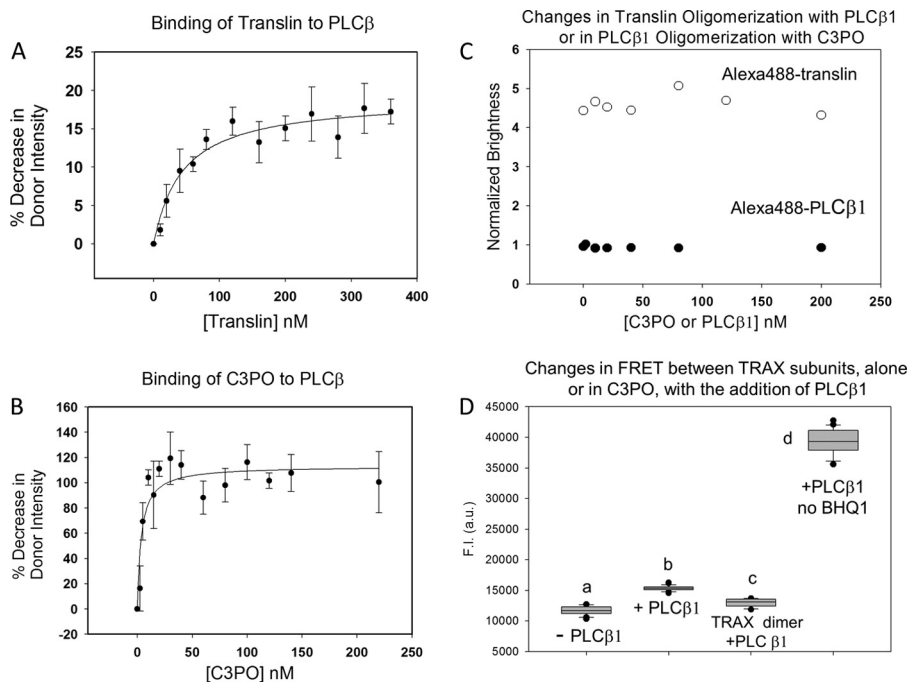 A
Binding of Translin to PLCβ
25
20
15
10
5
0
% Decrease in
Donor Intensity
0
100
200
300
400
[Translin] nM
C
Changes in Translin Oligomerization with PLCβ1
or in PLCβ1 Oligomerization with C3PO
6
5
4
3
2
1
0
Normalized Brightness
Alexa488-translin
Alexa488-PLCβ1
0
50
100
150
200
250
[C3PO or PLCβ1] nM
B
Binding of C3PO to PLCβ
160
140
120
100
80
60
40
20
0
-20
% Decrease in
Donor Intensity
0
50
100
150
200
250
[C3PO] nM
Changes in FRET between TRAX subunits, alone
or in C3PO, with the addition of PLCβ1
D
45000
40000
35000
30000
25000
20000
15000
10000
5000
F.I. (a.u.)
a
- PLCβ1
b
+ PLCβ1
c
TRAX dimer
+PLC β1
d
+PLCβ1
no BHQ1